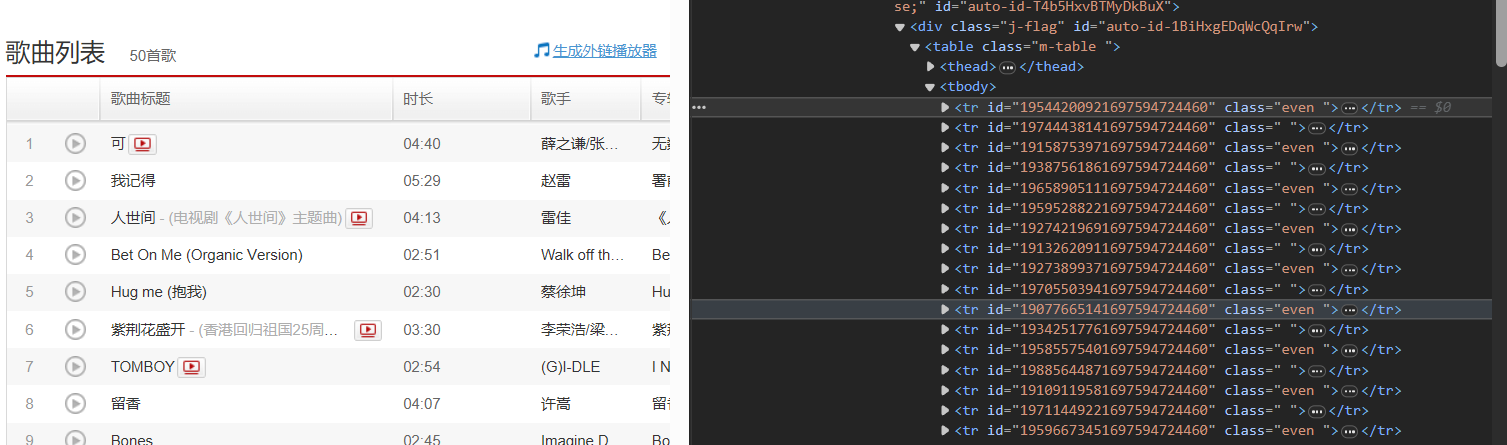 歌曲列表 50首歌 生成外链播放器
歌曲标题 时长 歌手
1 可 04:40 薛之谦/张...
2 我记得 05:29 赵雷
3 人世间 - (电视剧《人世间》主题曲) 04:13 雷佳
4 Bet On Me (Organic Version) 02:51 Walk off th... Be
5 Hug me (抱我) 02:30 蔡徐坤 Hu
6 紫荆花盛开 - (香港回归祖国25周... 03:30 李荣浩/梁...
7 TOMBOY 02:54 (G)I-DLE I N
8 留香 04:07 许嵩
9 Bones 02:45 Imagine D Bo
se;" id="auto-id-T4b5HxvBTMyDkBuX">
▼<div class="j-flag" id="auto-id-1BiHxgEDqWcQqIrw">
▼<table class="m-table ">
▶<thead>…</thead>
▼<tbody>
… ▶<tr id="19544200921697594724460" class="even ">…</tr> == $0
▶<tr id="19744438141697594724460" class=" ">…</tr>
▶<tr id="19158753971697594724460" class="even ">…</tr>
▶<tr id="19387561861697594724460" class=" ">…</tr>
▶<tr id="19658905111697594724460" class="even ">…</tr>
▶<tr id="19595288221697594724460" class=" ">…</tr>
▶<tr id="19274219691697594724460" class="even ">…</tr>
▶<tr id="19132620911697594724460" class=" ">…</tr>
▶<tr id="19273899371697594724460" class="even ">…</tr>
▶<tr id="19705503941697594724460" class=" ">…</tr>
▶<tr id="19077665141697594724460" class="even ">…</tr>
▶<tr id="19342517761697594724460" class=" ">…</tr>
▶<tr id="19585575401697594724460" class="even ">…</tr>
▶<tr id="19885644871697594724460" class=" ">…</tr>
▶<tr id="19109119581697594724460" class="even ">…</tr>
▶<tr id="19711449221697594724460" class=" ">…</tr>
▶<tr id="19596673451697594724460" class="even ">…</tr>